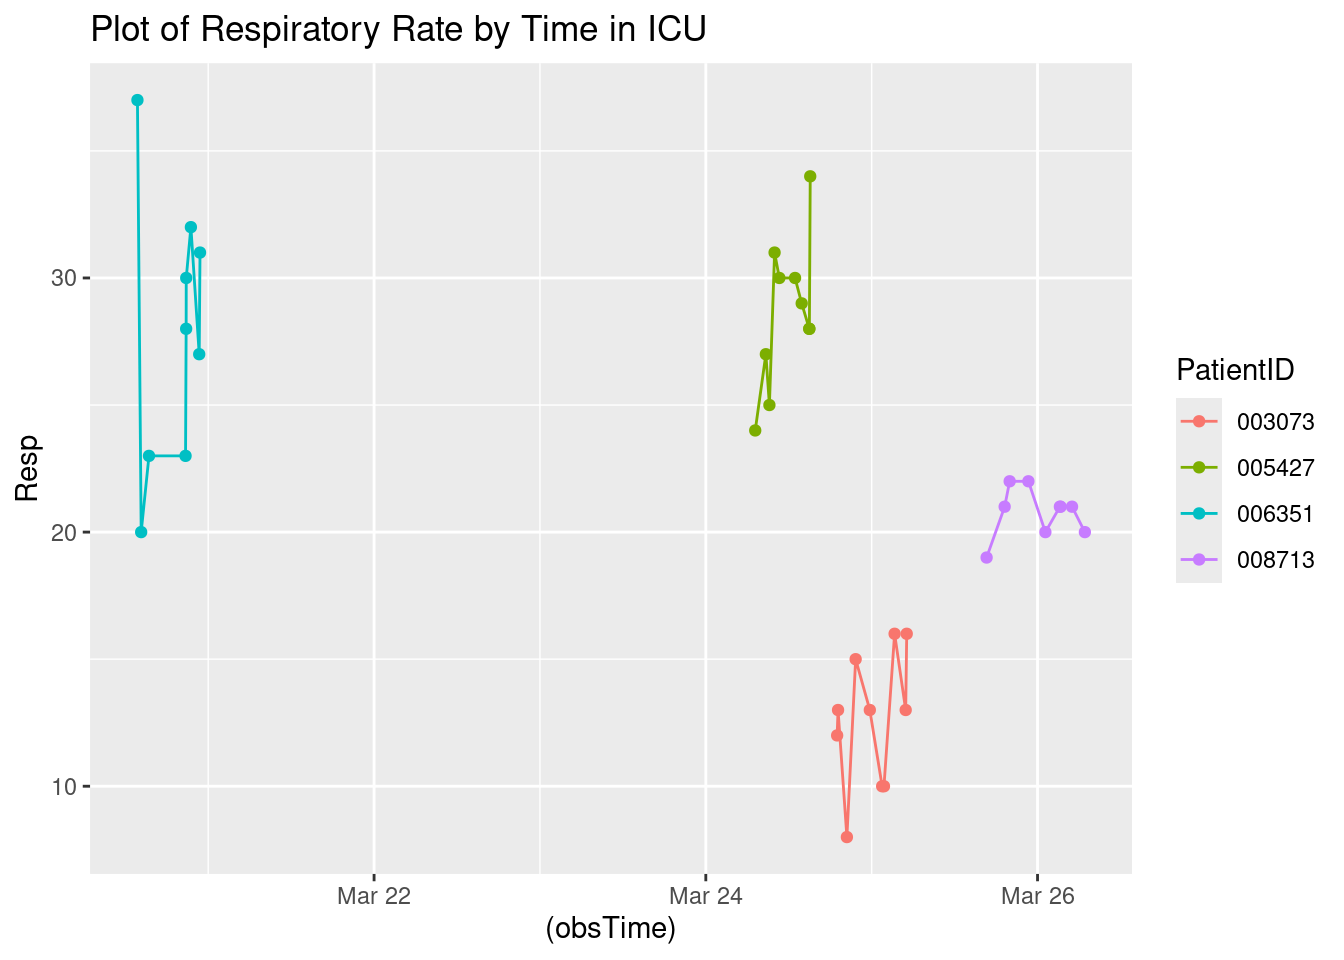 Plot of Respiratory Rate by Time in ICU
Resp
30
20
10
Mar 22
Mar 24
Mar 26
(obsTime)
PatientID
003073
005427
006351
008713